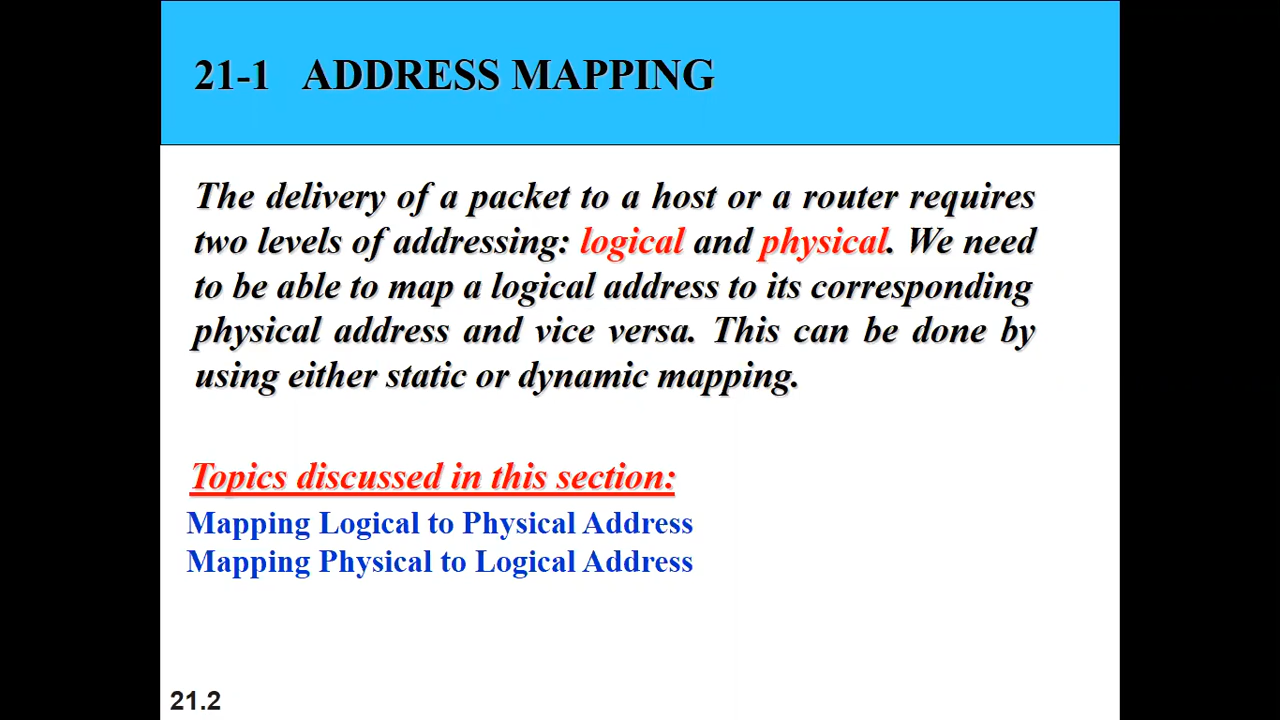 21-1 ADDRESS MAPPING
The delivery of a packet to a host or a router requires
two levels of addressing: logical and physical. We need
to be able to map a logical address to its corresponding
physical address and vice versa. This can be done by
using either static or dynamic mapping.
Topics discussed in this section:
Mapping Logical to Physical Address
Mapping Physical to Logical Address
21.2